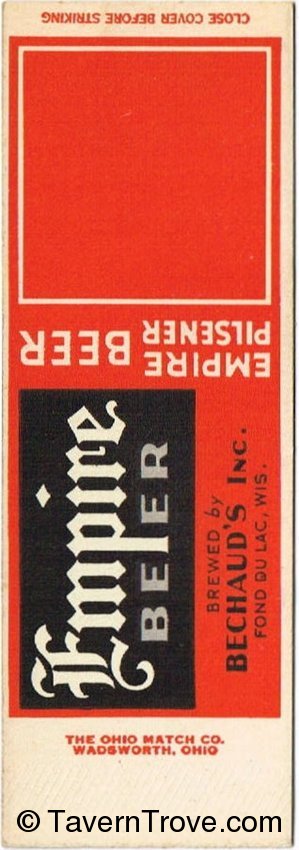 CLOSE COVER BEFORE STRIKING
EMPIRE
PILSENER
BEER
Empire
BEER
BREWED by
BECHAUD'S INC.
FOND DU LAC, WIS.
THE OHIO MATCH CO.
WADSWORTH, OHIO
© TavernTrove.com